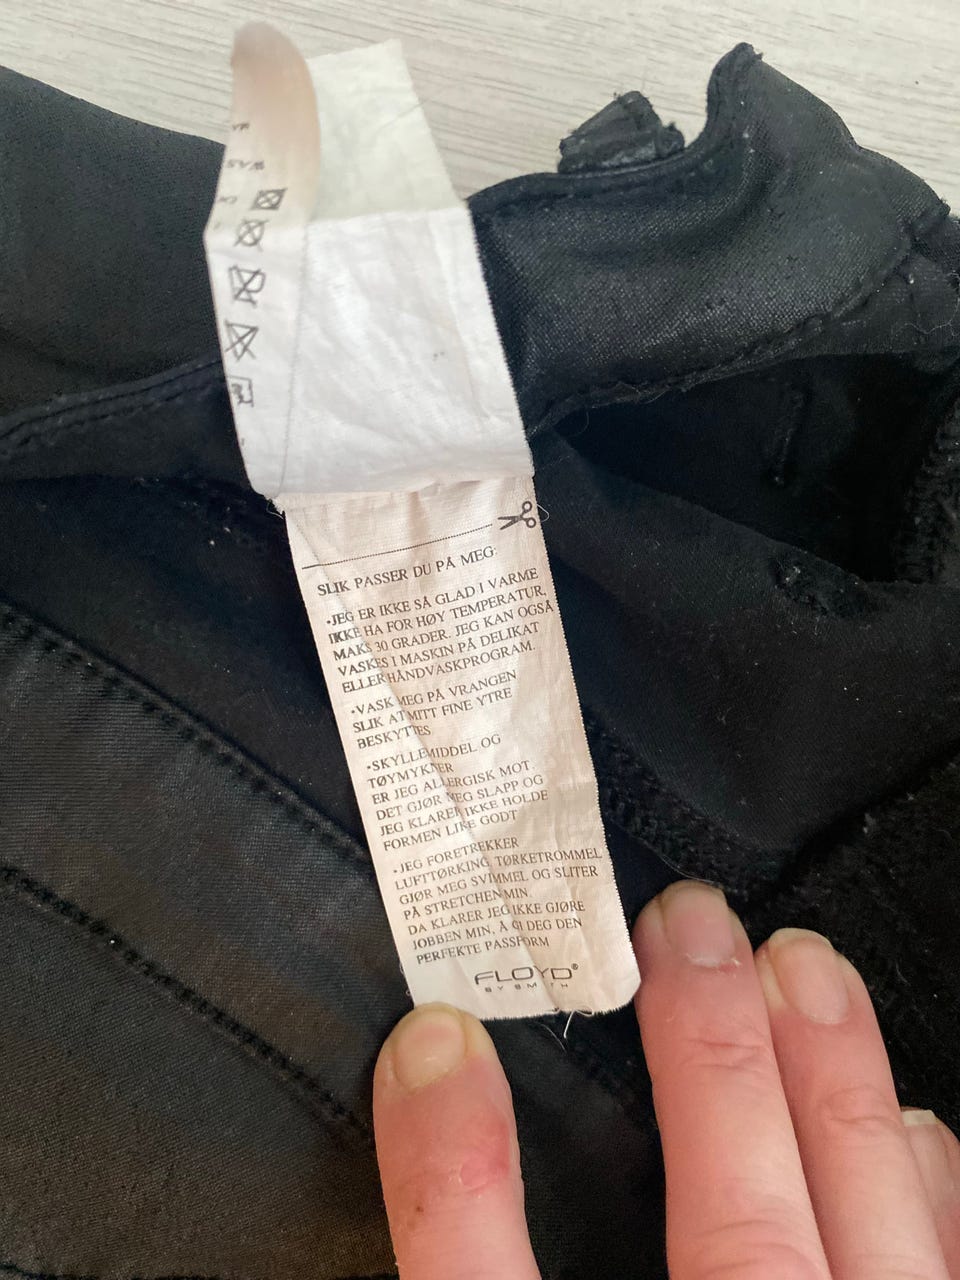 WAS
SLIK PASSER DU PÅ MEG:
•JEG ER IKKE SÅ GLAD I VARME
IKKE HA FOR HØY TEMPERATUR,
MAKS 30 GRADER. JEG KAN OGSÅ
VASKES I MASKIN PÅ DELIKAT
ELLER HÅNDVASKPROGRAM.
•VASK MEG PÅ VRANGEN
SLIK AT MITT FINE YTRE
BESKYTTES
•SKYLLEMIDDEL OG
TØYMYKNER
ER JEG ALLERGISK MOT.
DET GJØR MEG SLAPP OG
JEG KLARER IKKE HOLDE
FORMEN LIKE GODT
•JEG FORETREKKER
LUFTTØRKING, TØRKETROMMEL
GJØR MEG SVIMMEL OG SLITER
PÅ STRETCHEN MIN.
DA KLARER JEG IKKE GJØRE
JOBBEN MIN, Å GI DEG DEN
PERFEKTE PASSFORM
FLOYD®
BY SMITH